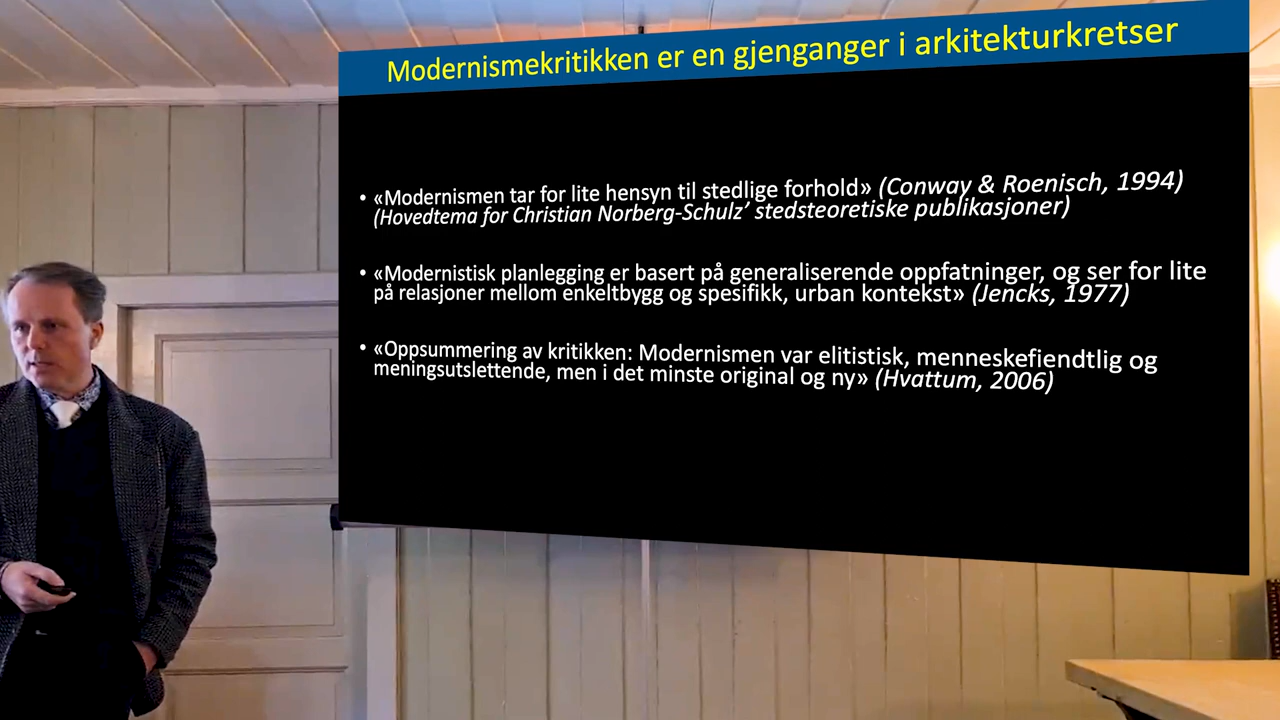 Modernismekritikken er en gjenganger i arkitekturkretser
• «Modernismen tar for lite hensyn til stedlige forhold» (Conway & Roenisch, 1994)
(Hovedtema for Christian Norberg-Schulz’ stedsteoretiske publikasjoner)
• «Modernistisk planlegging er basert på generaliserende oppfatninger, og ser for lite
på relasjoner mellom enkeltbygg og spesifikk, urban kontekst» (Jencks, 1977)
• «Oppsummering av kritikken: Modernismen var elitistisk, menneskefiendtlig og
meningsutslettende, men i det minste original og ny» (Hvattum, 2006)